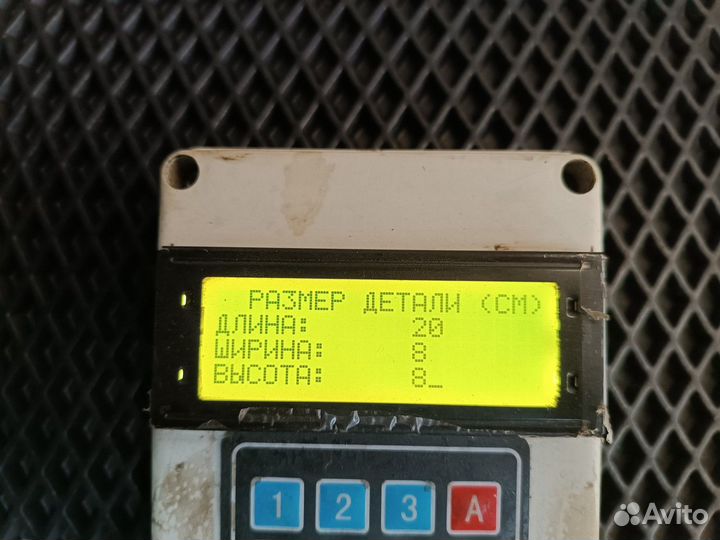 РАЗМЕР ДЕТАЛИ (СМ)
ДЛИНА: 20
ШИРИНА: 8
ВЫСОТА: 8_
1 2 3 A
Avito